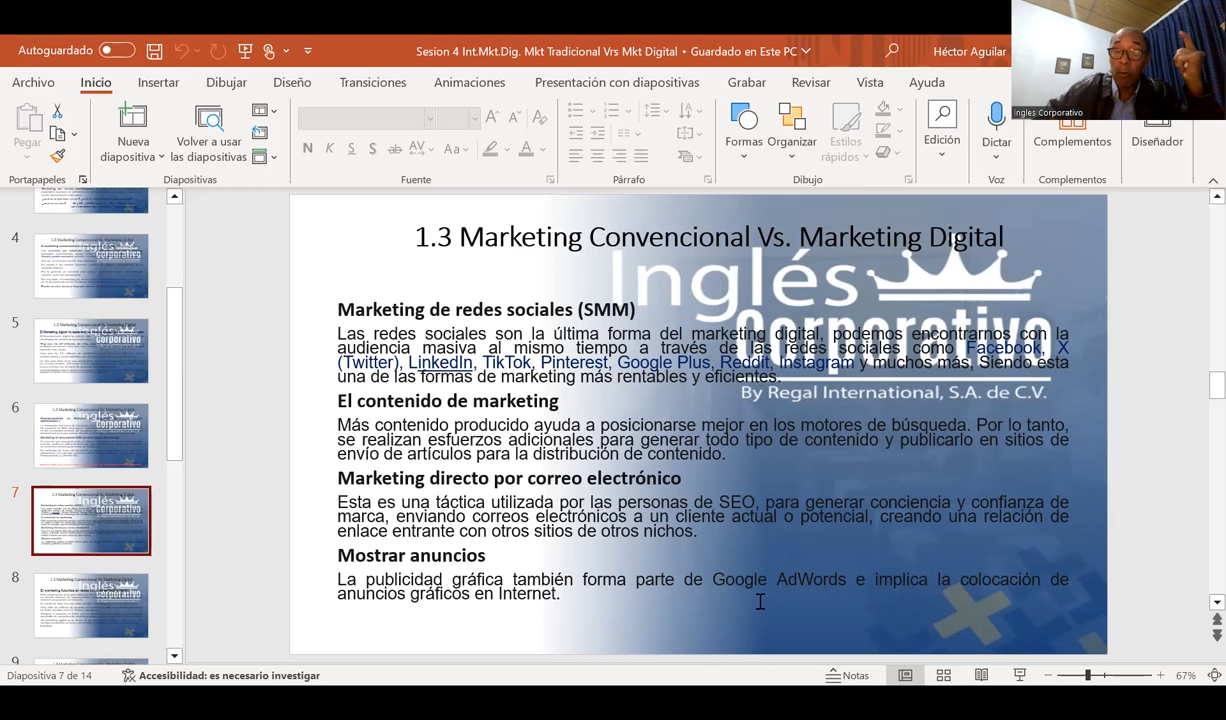 Autoguardado
Sesion 4 Int.Mkt.Dig. Mkt Tradicional Vrs Mkt Digital • Guardado en Este PC
Héctor Aguilar
Ingles Corporativo
Archivo Inicio Insertar Dibujar Diseño Transiciones Animaciones Presentación con diapositivas Grabar Revisar Vista Ayuda
Pegar
Nueva diapositiva
Volver a usar las diapositivas
N K S S ab AV Aa A
Formas
Organizar
Estilos rápidos
Edición
Dictar
Complementos
Diseñador
Portapapeles Diapositivas Fuente Párrafo Dibujo Voz Complementos
4
5
6
7
8
9
1.3 Marketing Convencional Vs. Marketing Digital
Inglés
Corporativo
By Regal International, S.A. de C.V.
Marketing de redes sociales (SMM)
Las redes sociales son la última forma del marketing digital, podemos encontrarnos con la
audiencia masiva al mismo tiempo a través de las redes sociales como Facebook, X
(Twitter), LinkedIn, TikTok, Pinterest, Google Plus, Reddit, Instagram y muchos más, Siendo esta
una de las formas de marketing más rentables y eficientes.
El contenido de marketing
Más contenido producido ayuda a posicionarse mejor en los motores de búsqueda. Por lo tanto,
se realizan esfuerzos adicionales para generar todo tipo de contenido y publicarlo en sitios de
envío de artículos para la distribución de contenido.
Marketing directo por correo electrónico
Esta es una táctica utilizada por las personas de SEO, para generar conciencia y confianza de
marca, enviando correos electrónicos a un cliente actual o potencial, creando una relación de
enlace entrante con otros sitios de otros nichos.
Mostrar anuncios
La publicidad gráfica también forma parte de Google AdWords e implica la colocación de
anuncios gráficos en Internet.
Diapositiva 7 de 14
Accesibilidad: es necesario investigar
Notas
67%